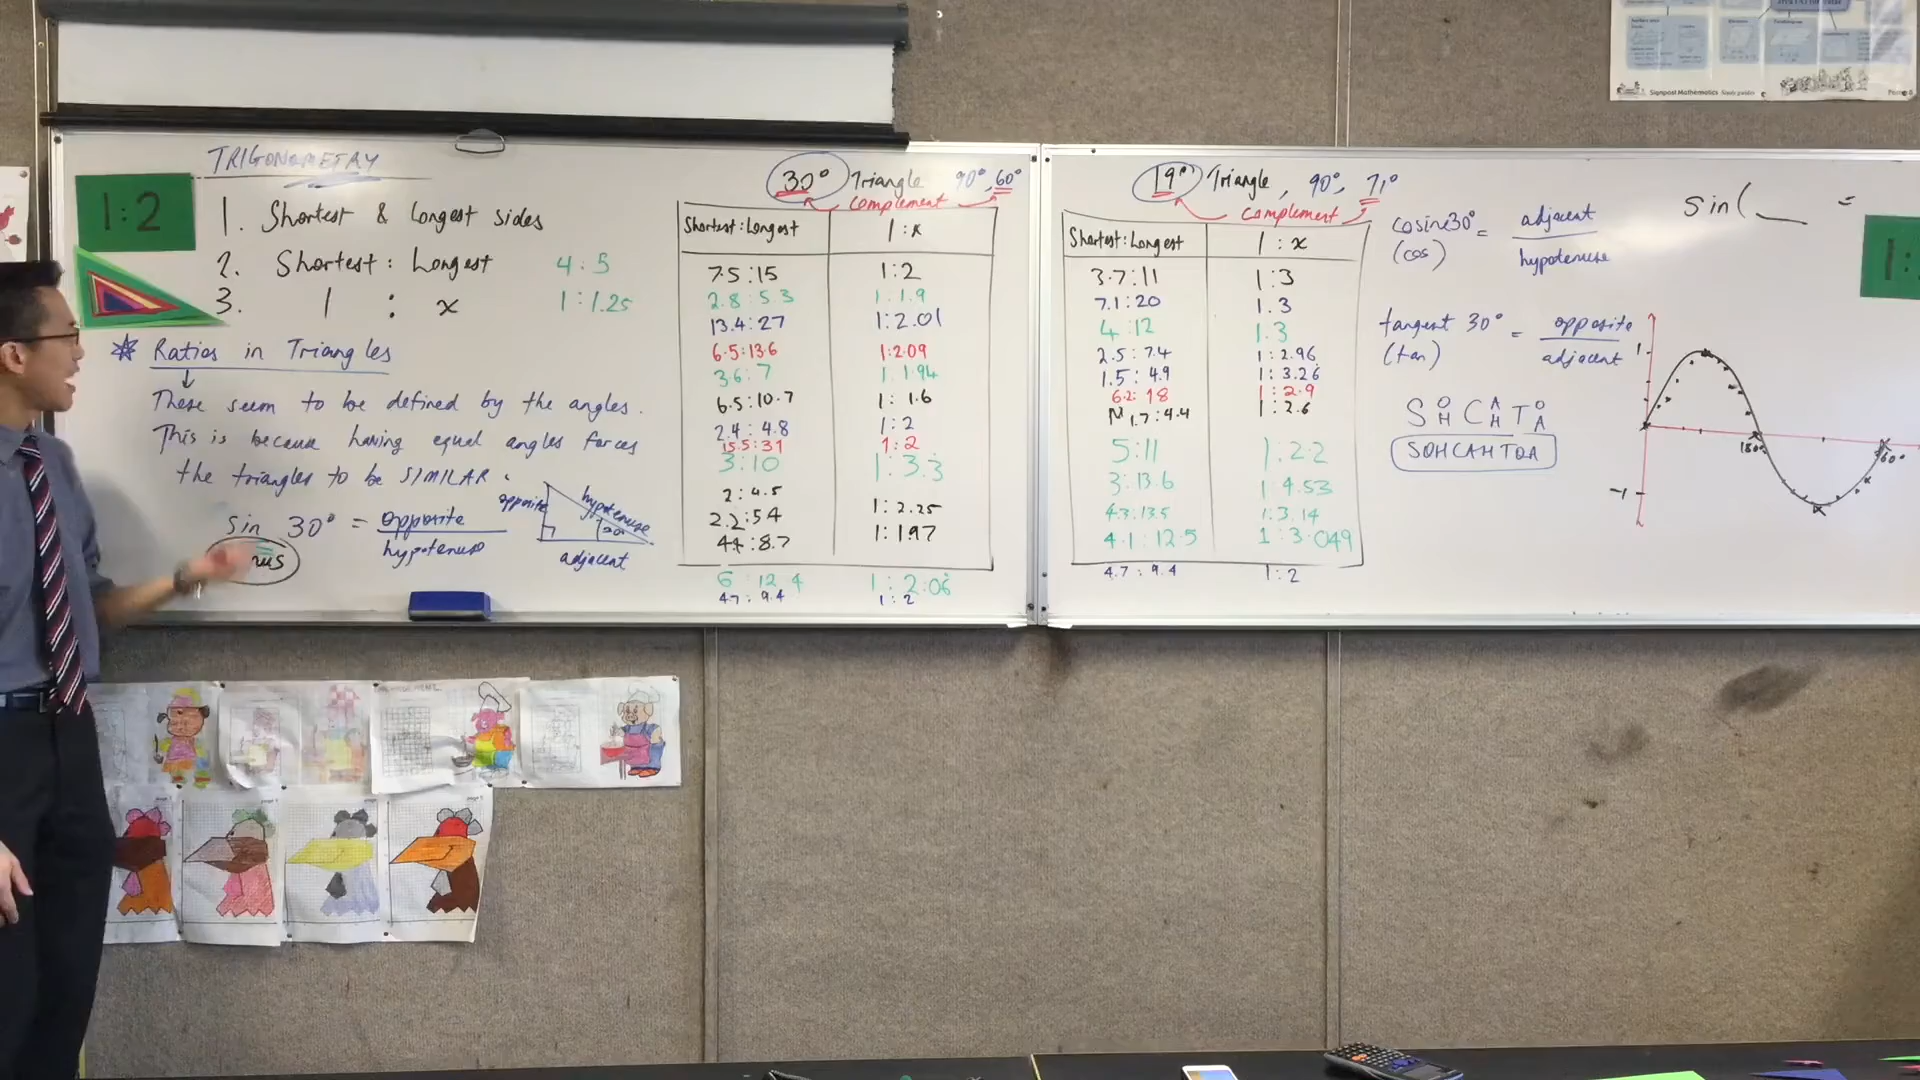 TRIGONOMETRY
1:2
1. Shortest & Longest sides
2. Shortest : Longest 4:5
3. 1 : x 1:1.25
Ratios in Triangles
These seem to be defined by the angles.
This is because having equal angles forces
the triangles to be SIMILAR.
sin 30° = opposite
hypotenuse
nus
opposite
hypotenuse
30°
adjacent
30° Triangle 90°, 60°
complement
Shortest:Longest 1:x
7.5:15 1:2
2.8:5.3 1:1.9
13.4:27 1:2.01
6.5:13.6 1:2.09
3.6:7 1:1.94
6.5:10.7 1:1.6
2.4:4.8 1:2
15.5:31 1:2
3:10 1:3.3
2:4.5 1:2.25
2.2:54
:8.7 1:197
6:12.4 1:2.06
4.7:9.4 1:2
19° Triangle, 90°, 71°
complement
Shortest:Longest 1:x
3.7:11 1:3
7.1:20 1.3
4:12 1.3
2.5:7.4 1:2.96
1.5:4.9 1:3.26
6.2:18 1:2.9
1.7:4.4 1:2.6
5:11 1:2.2
3:13.6 1:4.53
4.3:13.5 1:3.14
4.1:12.5 1:3.049
4.7:9.4 1:2
cosine 30° = adjacent
(cos) hypotenuse
tangent 30° = opposite
(tan) adjacent
S O H C A H T O A
SOHCAHTOA
sin(__ =
1:
1
180°
-1
60°
Signpost Mathematics